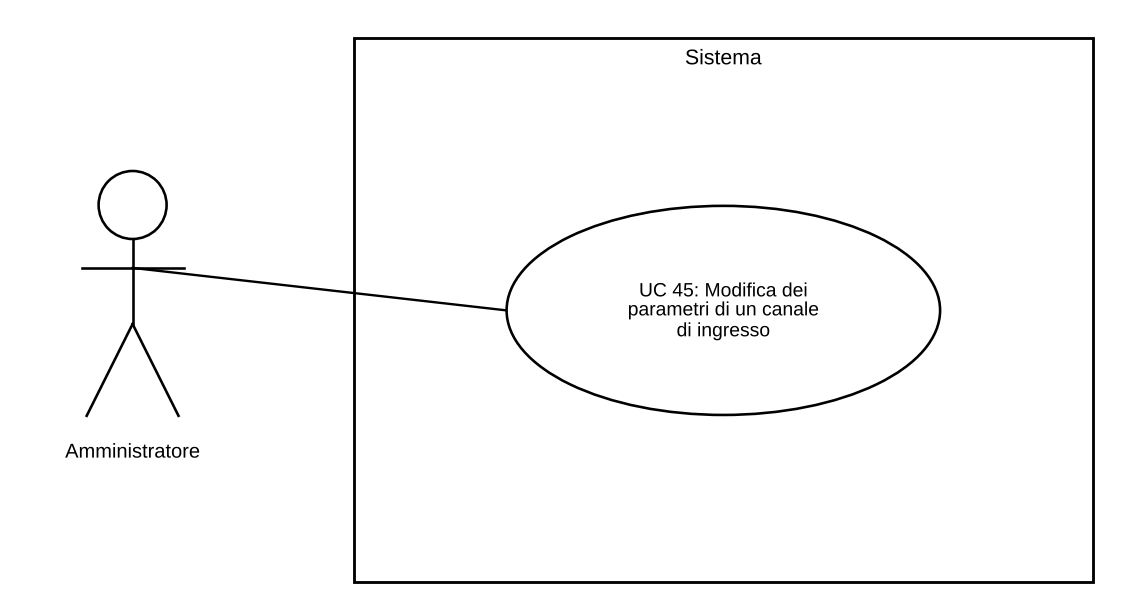 Sistema
UC 45: Modifica dei
parametri di un canale
di ingresso
Amministratore